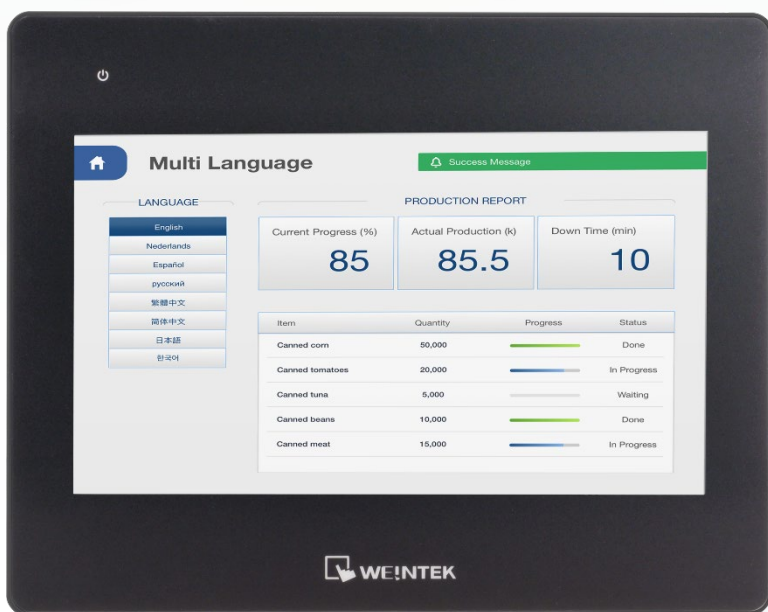 Multi Language
Success Message
LANGUAGE
English
Nederlands
Español
русский
繁體中文
简体中文
日本語
한국어
PRODUCTION REPORT
Current Progress (%)
85
Actual Production (k)
85.5
Down Time (min)
10
Item Quantity Progress Status
Canned corn 50,000 Done
Canned tomatoes 20,000 In Progress
Canned tuna 5,000 Waiting
Canned beans 10,000 Done
Canned meat 15,000 In Progress
WE!NTEK